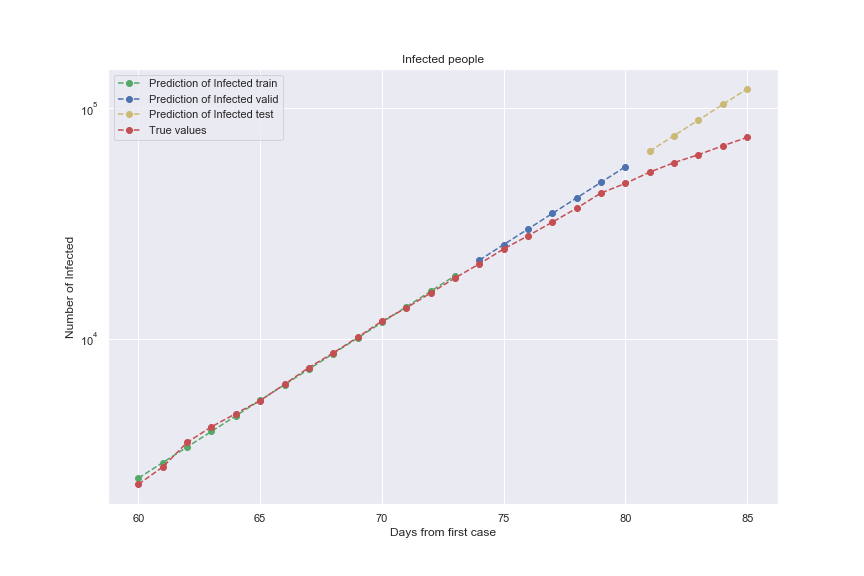 Infected people
Prediction of Infected train
Prediction of Infected valid
Prediction of Infected test
True values
10^5
10^4
Number of Infected
60 65 70 75 80 85
Days from first case